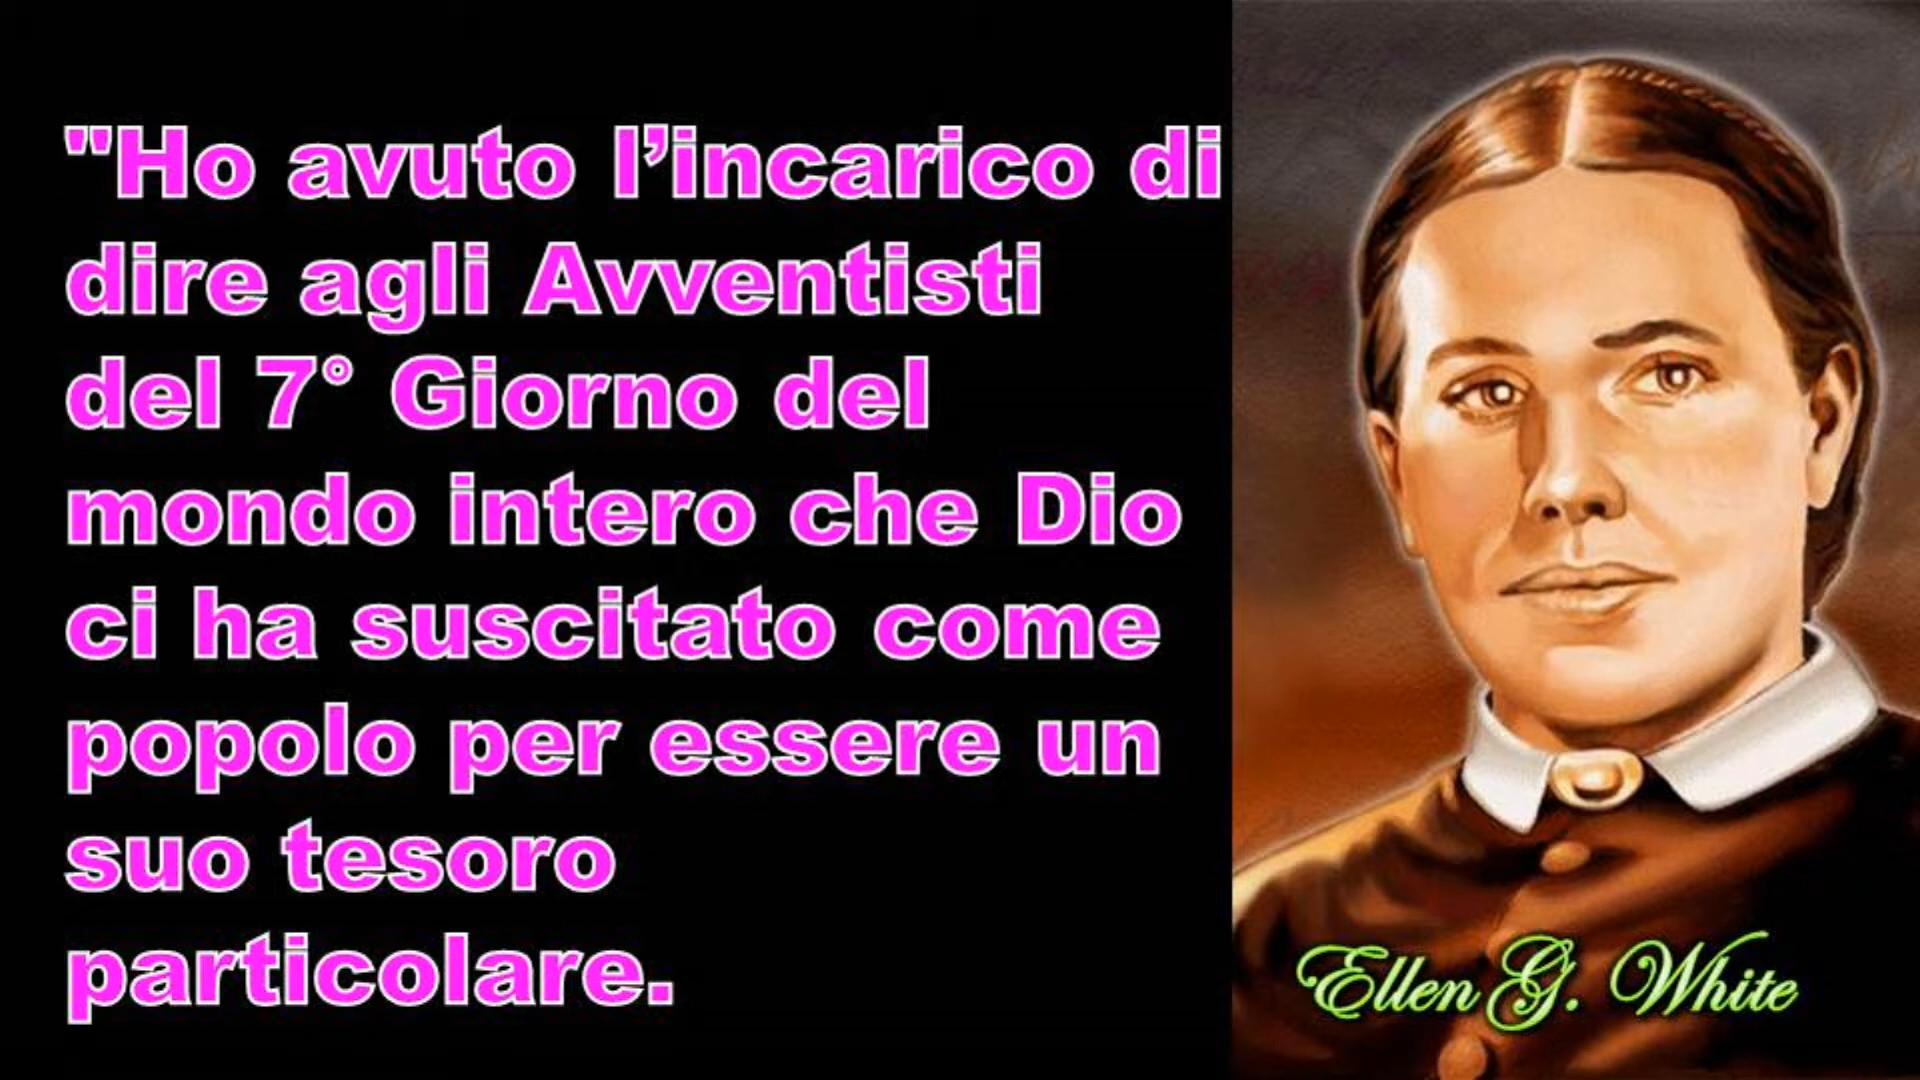 "Ho avuto l’incarico di
dire agli Avventisti
del 7° Giorno del
mondo intero che Dio
ci ha suscitato come
popolo per essere un
suo tesoro
particolare.
Ellen G. White